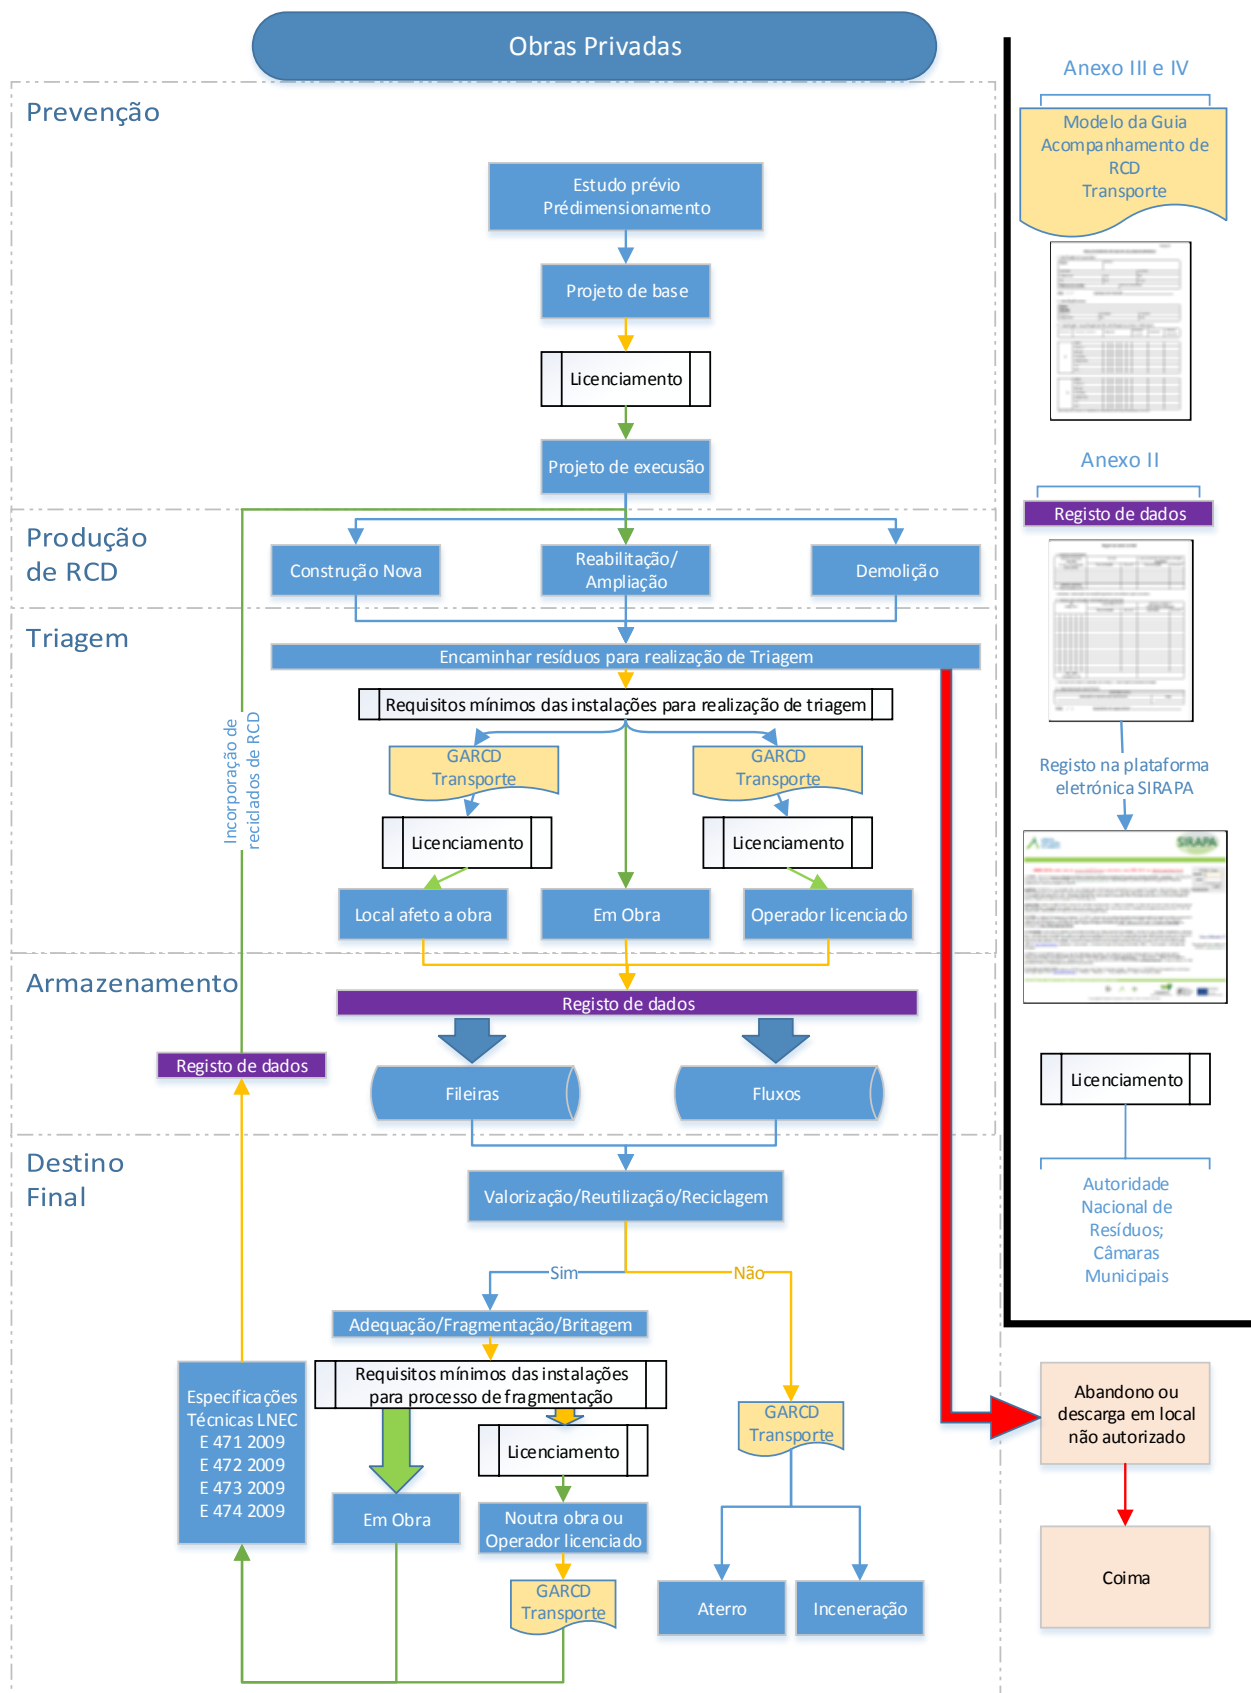 Obras Privadas
Prevenção
Estudo prévio
Prédimensionamento
Projeto de base
Licenciamento
Projeto de execusão
Produção
de RCD
Construção Nova
Reabilitação/
Ampliação
Demolição
Triagem
Encaminhar resíduos para realização de Triagem
Requisitos mínimos das instalações para realização de triagem
GARCD
Transporte
GARCD
Transporte
Licenciamento
Licenciamento
Local afeto a obra
Em Obra
Operador licenciado
Incorporação de
reciclados de RCD
Armazenamento
Registo de dados
Registo de dados
Fileiras
Fluxos
Destino
Final
Valorização/Reutilização/Reciclagem
Sim
Não
Adequação/Fragmentação/Britagem
Requisitos mínimos das instalações
para processo de fragmentação
Especificações
Técnicas LNEC
E 471 2009
E 472 2009
E 473 2009
E 474 2009
Licenciamento
GARCD
Transporte
Em Obra
Noutra obra ou
Operador licenciado
GARCD
Transporte
Aterro
Inceneração
Anexo III e IV
Modelo da Guia
Acompanhamento de
RCD
Transporte
Anexo II
Registo de dados
Registo na plataforma
eletrónica SIRAPA
SIRAPA
Licenciamento
Autoridade
Nacional de
Resíduos;
Câmaras
Municipais
Abandono ou
descarga em local
não autorizado
Coima